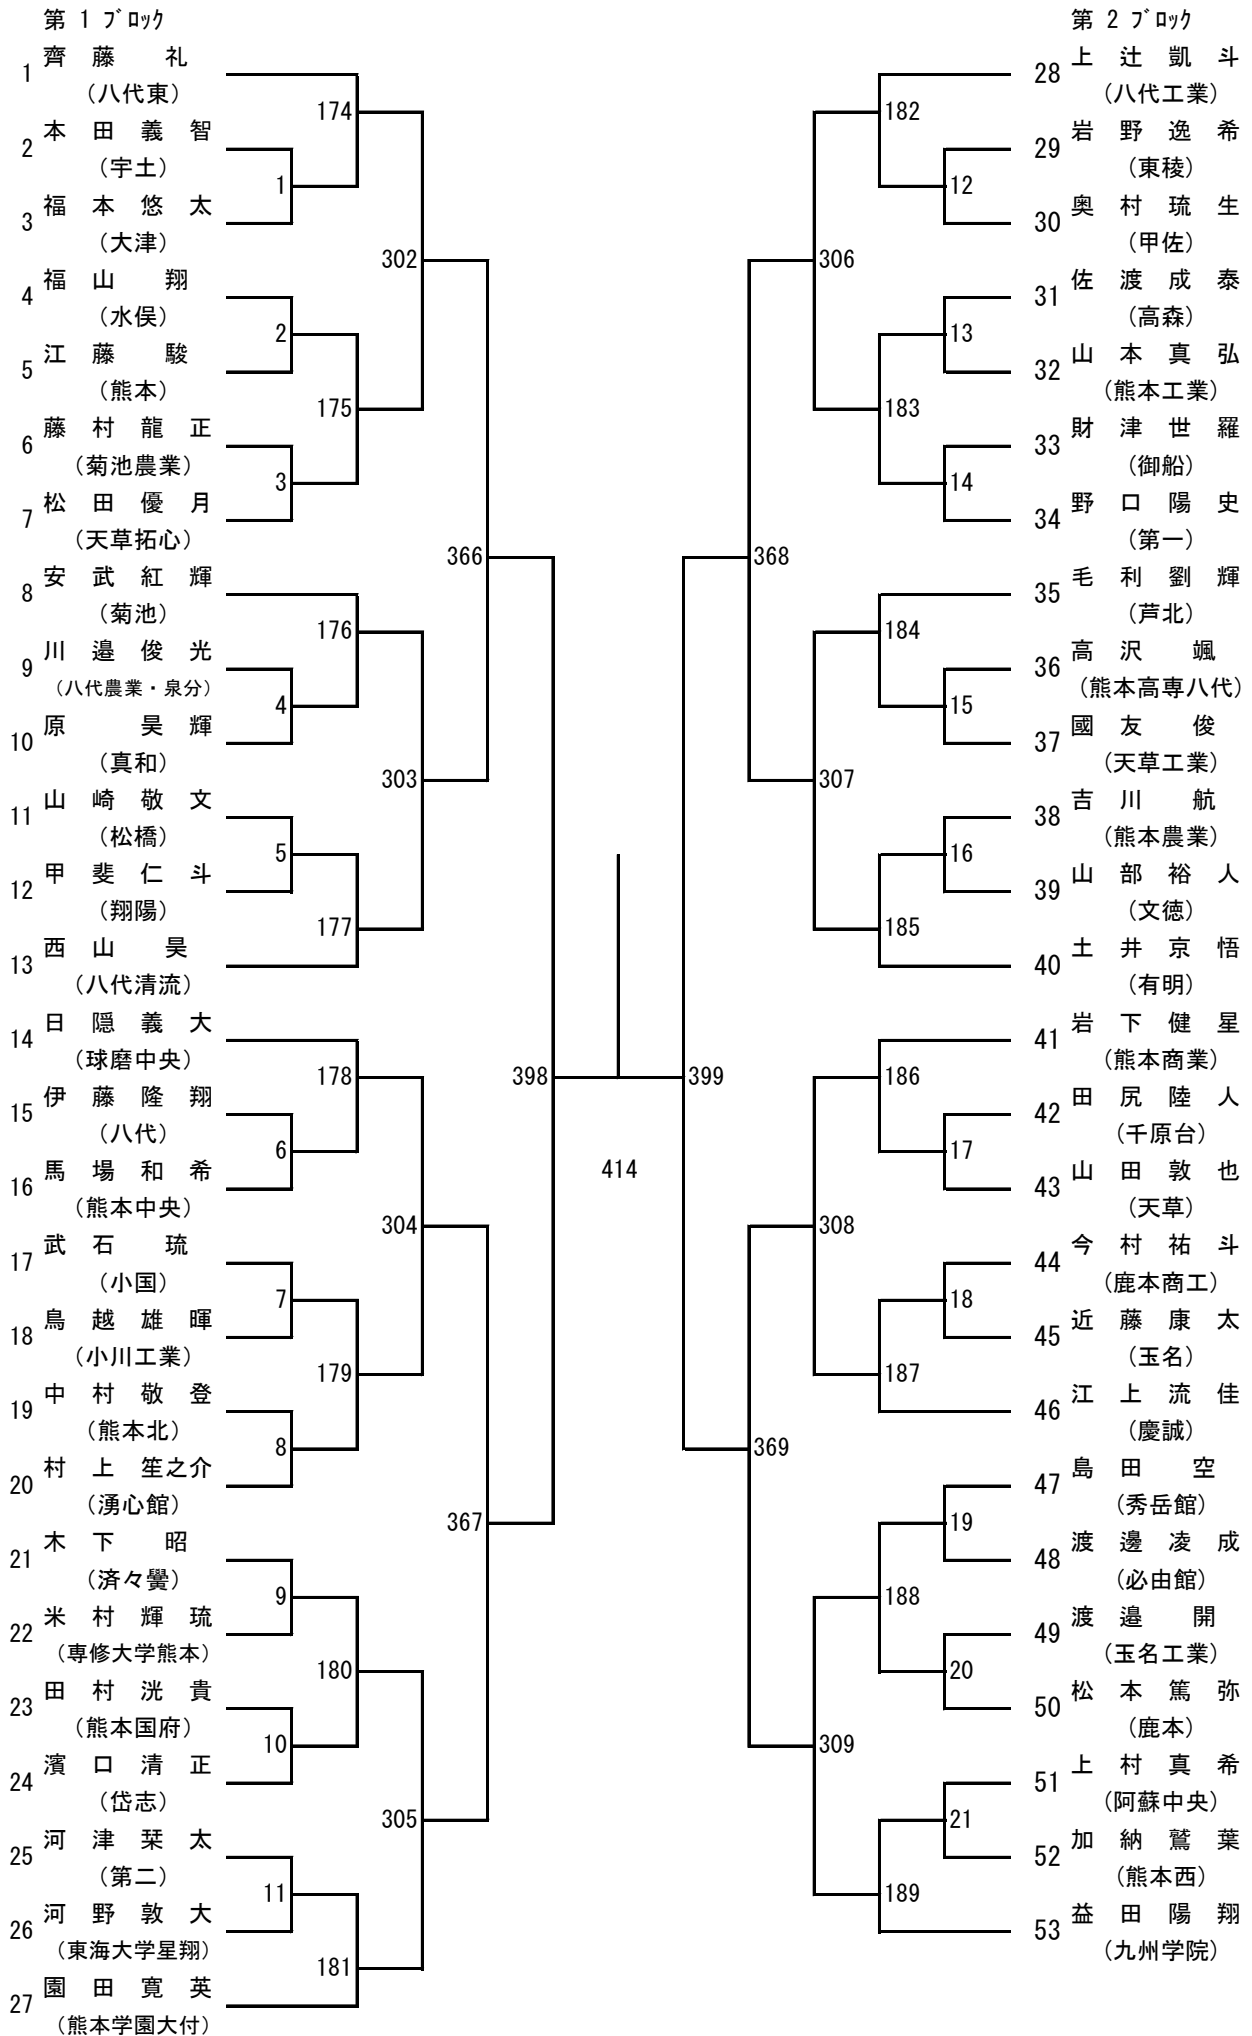 第 1 ブロック
1 齊藤 礼
（八代東）
174
2 本田義智
（宇土）
1
3 福本悠太
（大津）
302
4 福山 翔
（水俣）
2
5 江藤 駿
（熊本）
175
6 藤村龍正
（菊池農業）
3
7 松田優月
（天草拓心）
366
8 安武紅輝
（菊池）
176
9 川邉俊光
（八代農業・泉分）
4
10 原 昊輝
（真和）
303
11 山崎敬文
（松橋）
5
12 甲斐仁斗
（翔陽）
177
13 西山 昊
（八代清流）
14 日隠義大
（球磨中央）
178
398
15 伊藤隆翔
（八代）
6
16 馬場和希
（熊本中央）
304
17 武石 琉
（小国）
7
18 鳥越雄暉
（小川工業）
179
19 中村敬登
（熊本北）
8
20 村上笙之介
（湧心館）
367
21 木下 昭
（済々黌）
9
22 米村輝琉
（専修大学熊本）
180
23 田村洸貴
（熊本国府）
10
24 濱口清正
（岱志）
305
25 河津栞太
（第二）
11
26 河野敦大
（東海大学星翔）
181
27 園田寛英
（熊本学園大付）
414
第 2 ブロック
28 上辻凱斗
（八代工業）
182
29 岩野逸希
（東稜）
12
30 奥村琉生
（甲佐）
306
31 佐渡成泰
（高森）
13
32 山本真弘
（熊本工業）
183
33 財津世羅
（御船）
14
34 野口陽史
（第一）
368
35 毛利劉輝
（芦北）
184
36 高沢 颯
（熊本高専八代）
15
37 國友 俊
（天草工業）
307
38 吉川 航
（熊本農業）
16
39 山部裕人
（文徳）
185
40 土井京悟
（有明）
41 岩下健星
（熊本商業）
186
399
42 田尻陸人
（千原台）
17
43 山田敦也
（天草）
308
44 今村祐斗
（鹿本商工）
18
45 近藤康太
（玉名）
187
46 江上流佳
（慶誠）
369
47 島田 空
（秀岳館）
19
48 渡邊凌成
（必由館）
188
49 渡邉 開
（玉名工業）
20
50 松本篤弥
（鹿本）
309
51 上村真希
（阿蘇中央）
21
52 加納鷲葉
（熊本西）
189
53 益田陽翔
（九州学院）